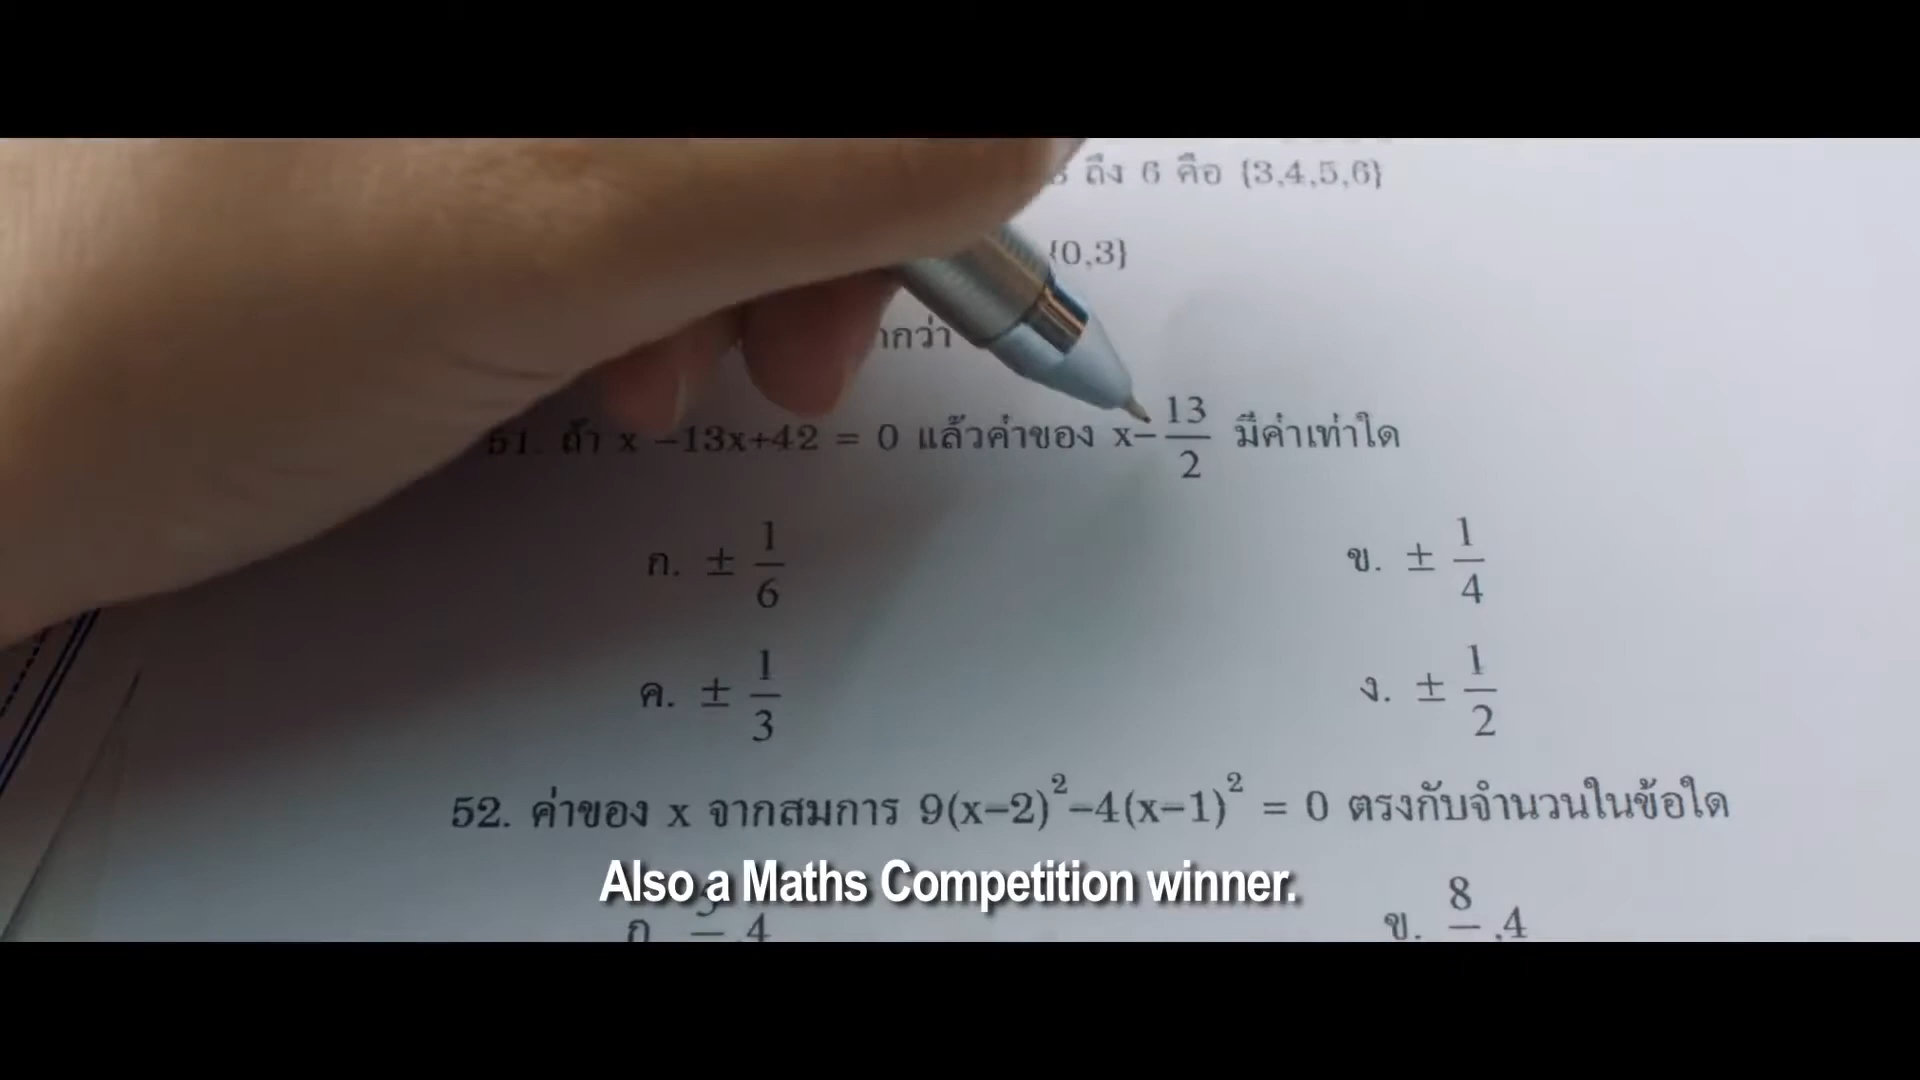 ถึง 6 คือ {3,4,5,6}
{0,3}
กว่า
51. ถ้า x −13x+42 = 0 แล้วค่าของ x− 13/2 มีค่าเท่าใด
ก. ± 1/6 ข. ± 1/4
ค. ± 1/3 ง. ± 1/2
52. ค่าของ x จากสมการ 9(x−2)²−4(x−1)² = 0 ตรงกับจำนวนในข้อใด
Also a Maths Competition winner.
ก. 4 ข. 8 ,4